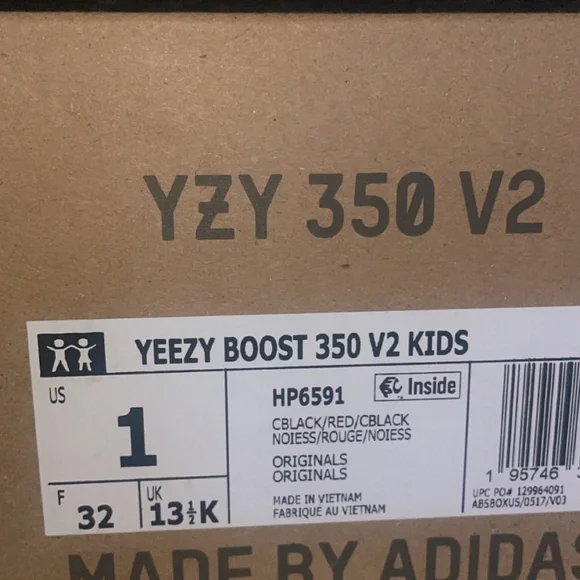 YZY 350 V2
YEEZY BOOST 350 V2 KIDS
US
1
F
32
UK
13½K
HP6591
Inside
CBLACK/RED/CBLACK
NOIESS/ROUGE/NOIESS
ORIGINALS
ORIGINALS
MADE IN VIETNAM
FABRIQUÉ AU VIETNAM
1 95746
UPC PO# 129964091
ABSBOXUS/0517/V03
MADE BY ADIDAS